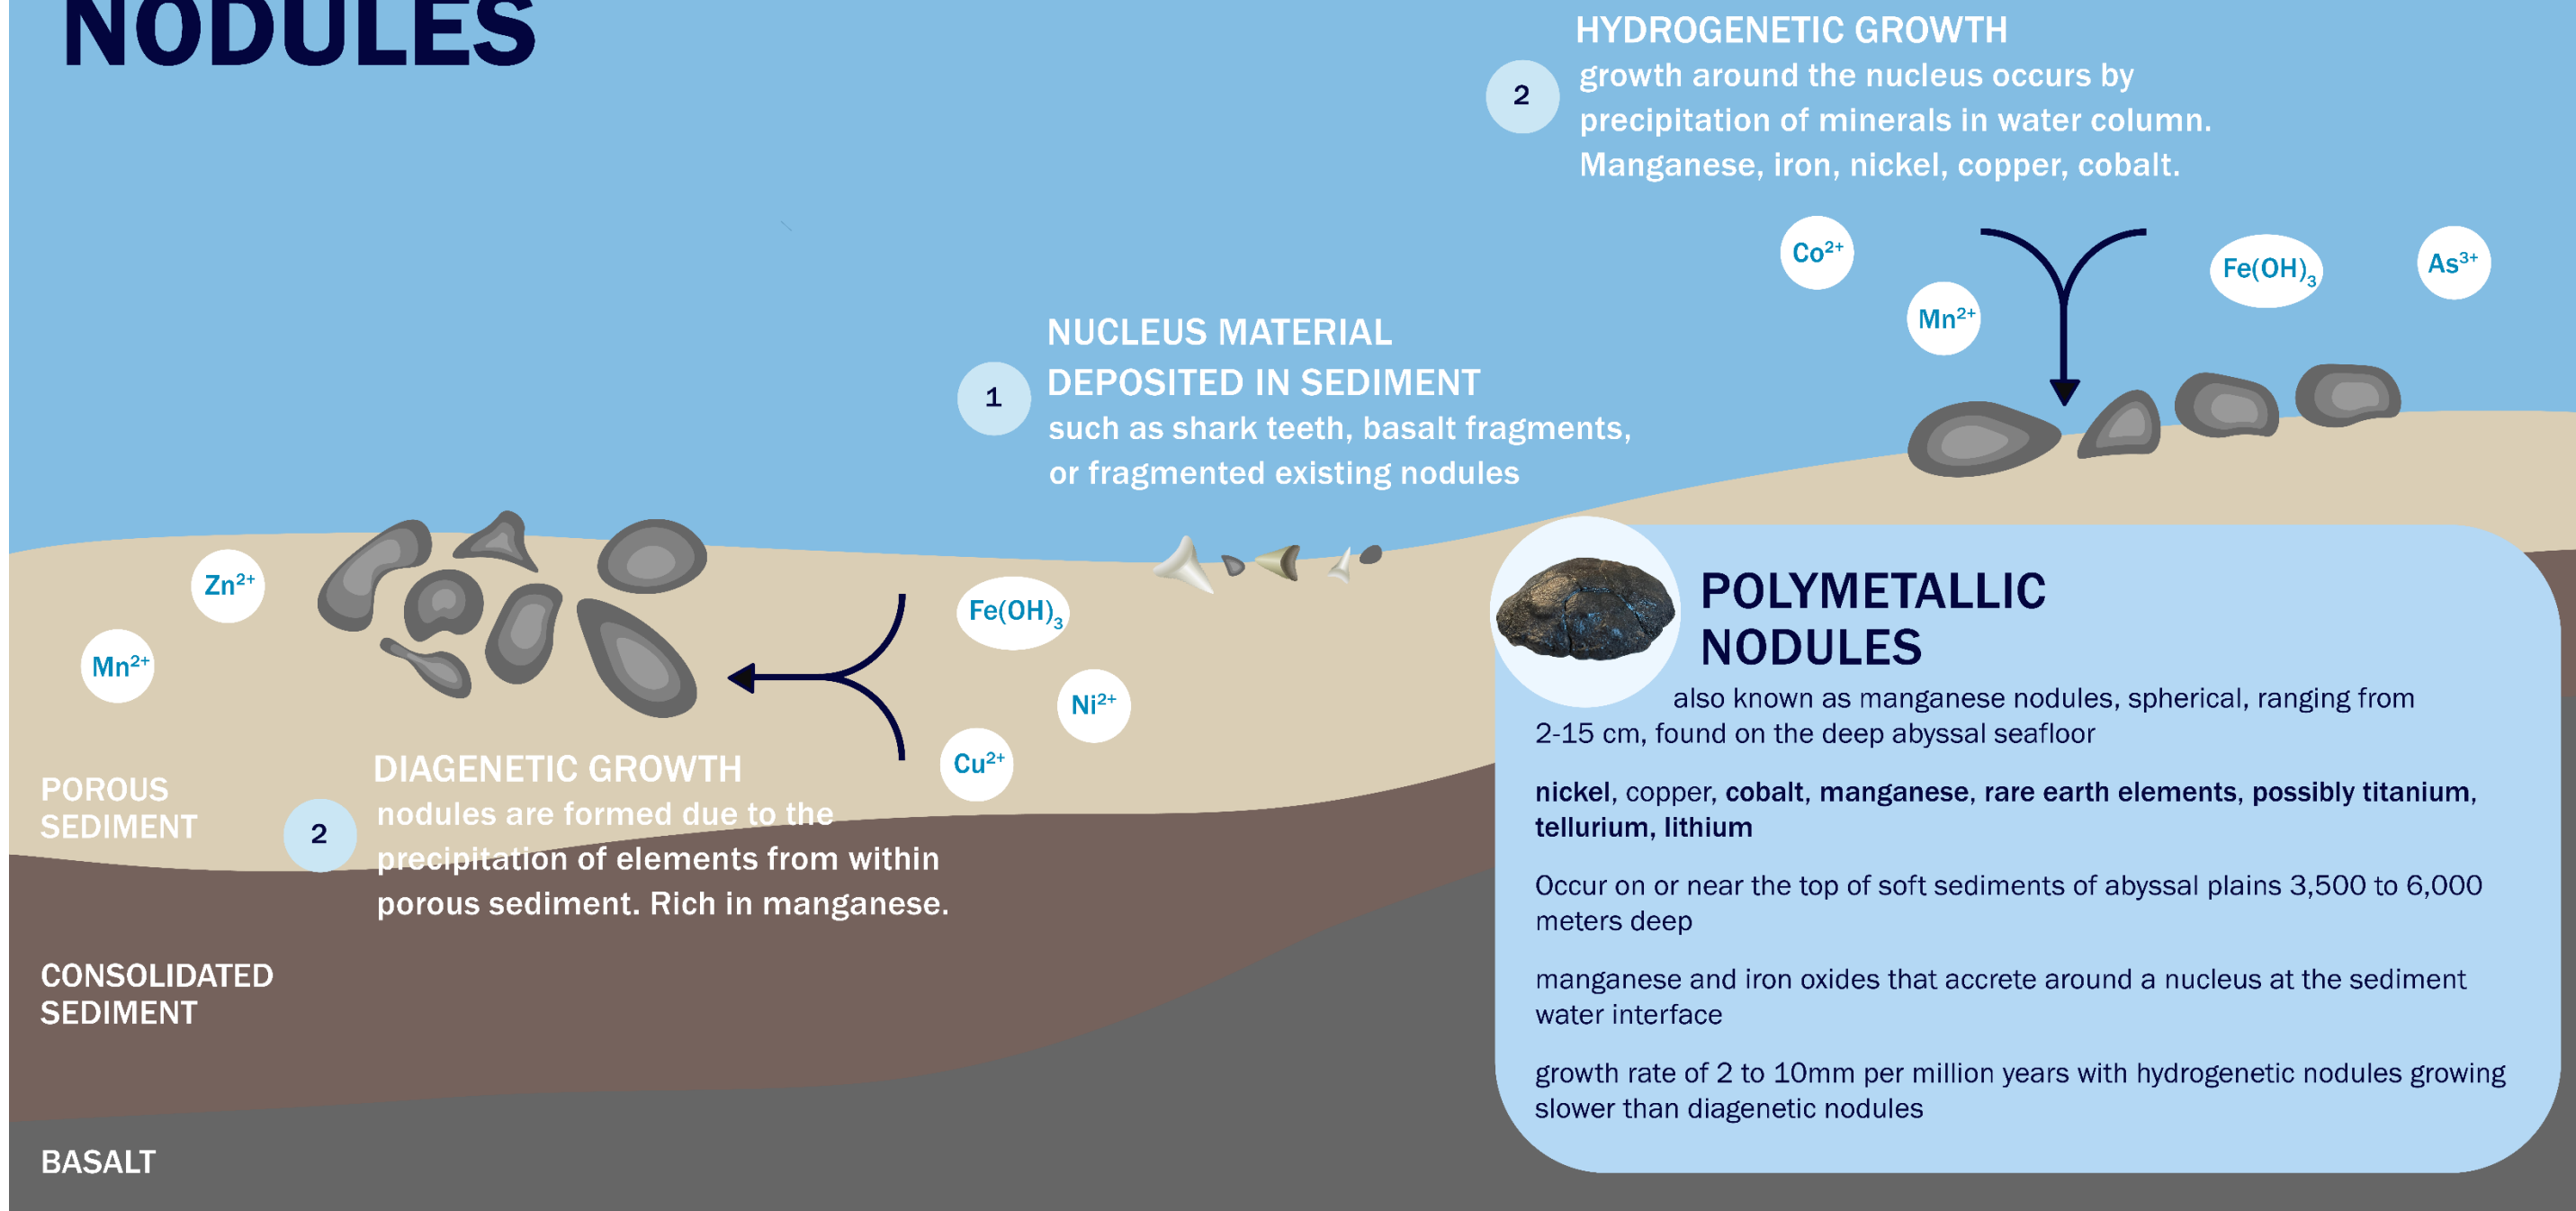 NODULES
HYDROGENETIC GROWTH
2
growth around the nucleus occurs by
precipitation of minerals in water column.
Manganese, iron, nickel, copper, cobalt.
Co²⁺
Mn²⁺
Fe(OH)₃
As³⁺
NUCLEUS MATERIAL
DEPOSITED IN SEDIMENT
1
such as shark teeth, basalt fragments,
or fragmented existing nodules
Zn²⁺
Mn²⁺
Fe(OH)₃
Ni²⁺
Cu²⁺
DIAGENETIC GROWTH
2
nodules are formed due to the
precipitation of elements from within
porous sediment. Rich in manganese.
POROUS
SEDIMENT
CONSOLIDATED
SEDIMENT
BASALT
POLYMETALLIC
NODULES
also known as manganese nodules, spherical, ranging from
2-15 cm, found on the deep abyssal seafloor
nickel, copper, cobalt, manganese, rare earth elements, possibly titanium,
tellurium, lithium
Occur on or near the top of soft sediments of abyssal plains 3,500 to 6,000
meters deep
manganese and iron oxides that accrete around a nucleus at the sediment
water interface
growth rate of 2 to 10mm per million years with hydrogenetic nodules growing
slower than diagenetic nodules